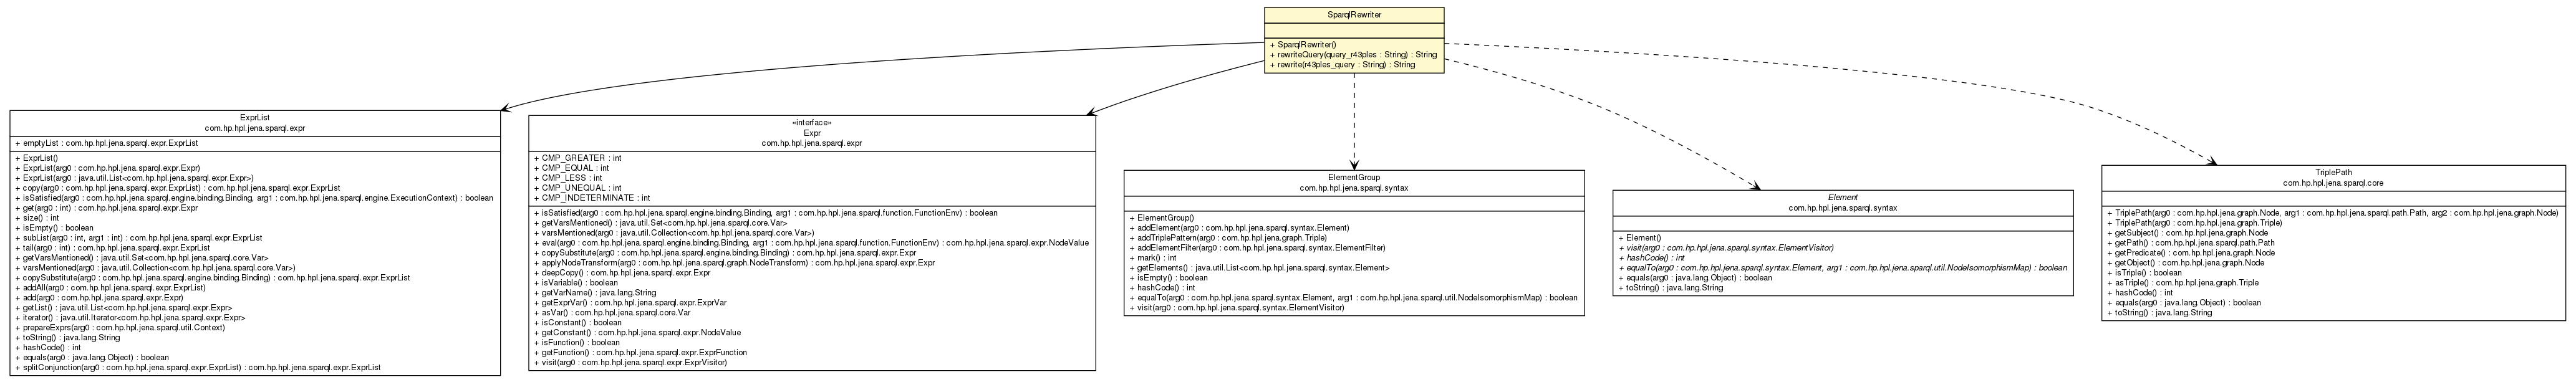 SparqlRewriter
+ SparqlRewriter()
+ rewriteQuery(query_r43ples : String) : String
+ rewrite(r43ples_query : String) : String
ExprList
com.hp.hpl.jena.sparql.expr
+ emptyList : com.hp.hpl.jena.sparql.expr.ExprList
+ ExprList()
+ ExprList(arg0 : com.hp.hpl.jena.sparql.expr.Expr)
+ ExprList(arg0 : java.util.List<com.hp.hpl.jena.sparql.expr.Expr>)
+ copy(arg0 : com.hp.hpl.jena.sparql.expr.ExprList) : com.hp.hpl.jena.sparql.expr.ExprList
+ isSatisfied(arg0 : com.hp.hpl.jena.sparql.engine.binding.Binding, arg1 : com.hp.hpl.jena.sparql.engine.ExecutionContext) : boolean
+ get(arg0 : int) : com.hp.hpl.jena.sparql.expr.Expr
+ size() : int
+ isEmpty() : boolean
+ subList(arg0 : int, arg1 : int) : com.hp.hpl.jena.sparql.expr.ExprList
+ tail(arg0 : int) : com.hp.hpl.jena.sparql.expr.ExprList
+ getVarsMentioned() : java.util.Set<com.hp.hpl.jena.sparql.core.Var>
+ varsMentioned(arg0 : java.util.Collection<com.hp.hpl.jena.sparql.core.Var>)
+ copySubstitute(arg0 : com.hp.hpl.jena.sparql.engine.binding.Binding) : com.hp.hpl.jena.sparql.expr.ExprList
+ addAll(arg0 : com.hp.hpl.jena.sparql.expr.ExprList)
+ add(arg0 : com.hp.hpl.jena.sparql.expr.Expr)
+ getList() : java.util.List<com.hp.hpl.jena.sparql.expr.Expr>
+ iterator() : java.util.Iterator<com.hp.hpl.jena.sparql.expr.Expr>
+ prepareExprs(arg0 : com.hp.hpl.jena.sparql.util.Context)
+ toString() : java.lang.String
+ hashCode() : int
+ equals(arg0 : java.lang.Object) : boolean
+ splitConjunction(arg0 : com.hp.hpl.jena.sparql.expr.ExprList) : com.hp.hpl.jena.sparql.expr.ExprList
«interface»
Expr
com.hp.hpl.jena.sparql.expr
+ CMP_GREATER : int
+ CMP_EQUAL : int
+ CMP_LESS : int
+ CMP_UNEQUAL : int
+ CMP_INDETERMINATE : int
+ isSatisfied(arg0 : com.hp.hpl.jena.sparql.engine.binding.Binding, arg1 : com.hp.hpl.jena.sparql.function.FunctionEnv) : boolean
+ getVarsMentioned() : java.util.Set<com.hp.hpl.jena.sparql.core.Var>
+ varsMentioned(arg0 : java.util.Collection<com.hp.hpl.jena.sparql.core.Var>)
+ eval(arg0 : com.hp.hpl.jena.sparql.engine.binding.Binding, arg1 : com.hp.hpl.jena.sparql.function.FunctionEnv) : com.hp.hpl.jena.sparql.expr.NodeValue
+ copySubstitute(arg0 : com.hp.hpl.jena.sparql.engine.binding.Binding) : com.hp.hpl.jena.sparql.expr.Expr
+ applyNodeTransform(arg0 : com.hp.hpl.jena.sparql.graph.NodeTransform) : com.hp.hpl.jena.sparql.expr.Expr
+ deepCopy() : com.hp.hpl.jena.sparql.expr.Expr
+ isVariable() : boolean
+ getVarName() : java.lang.String
+ getExprVar() : com.hp.hpl.jena.sparql.expr.ExprVar
+ asVar() : com.hp.hpl.jena.sparql.core.Var
+ isConstant() : boolean
+ getConstant() : com.hp.hpl.jena.sparql.expr.NodeValue
+ isFunction() : boolean
+ getFunction() : com.hp.hpl.jena.sparql.expr.ExprFunction
+ visit(arg0 : com.hp.hpl.jena.sparql.expr.ExprVisitor)
ElementGroup
com.hp.hpl.jena.sparql.syntax
+ ElementGroup()
+ addElement(arg0 : com.hp.hpl.jena.sparql.syntax.Element)
+ addTriplePattern(arg0 : com.hp.hpl.jena.graph.Triple)
+ addElementFilter(arg0 : com.hp.hpl.jena.sparql.syntax.ElementFilter)
+ mark() : int
+ getElements() : java.util.List<com.hp.hpl.jena.sparql.syntax.Element>
+ isEmpty() : boolean
+ hashCode() : int
+ equalTo(arg0 : com.hp.hpl.jena.sparql.syntax.Element, arg1 : com.hp.hpl.jena.sparql.util.NodeIsomorphismMap) : boolean
+ visit(arg0 : com.hp.hpl.jena.sparql.syntax.ElementVisitor)
Element
com.hp.hpl.jena.sparql.syntax
+ Element()
+ visit(arg0 : com.hp.hpl.jena.sparql.syntax.ElementVisitor)
+ hashCode() : int
+ equalTo(arg0 : com.hp.hpl.jena.sparql.syntax.Element, arg1 : com.hp.hpl.jena.sparql.util.NodeIsomorphismMap) : boolean
+ equals(arg0 : java.lang.Object) : boolean
+ toString() : java.lang.String
TriplePath
com.hp.hpl.jena.sparql.core
+ TriplePath(arg0 : com.hp.hpl.jena.graph.Node, arg1 : com.hp.hpl.jena.sparql.path.Path, arg2 : com.hp.hpl.jena.graph.Node)
+ TriplePath(arg0 : com.hp.hpl.jena.graph.Triple)
+ getSubject() : com.hp.hpl.jena.graph.Node
+ getPath() : com.hp.hpl.jena.sparql.path.Path
+ getPredicate() : com.hp.hpl.jena.graph.Node
+ getObject() : com.hp.hpl.jena.graph.Node
+ isTriple() : boolean
+ asTriple() : com.hp.hpl.jena.graph.Triple
+ hashCode() : int
+ equals(arg0 : java.lang.Object) : boolean
+ toString() : java.lang.String